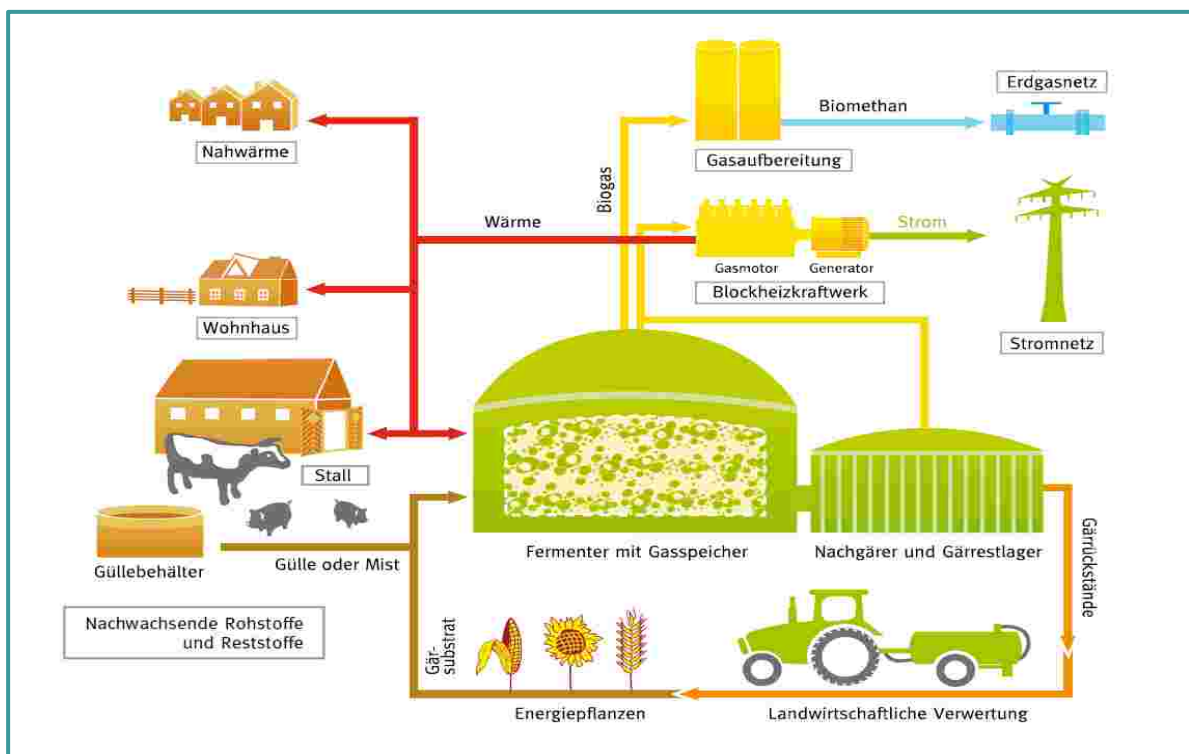 Erdgasnetz
Biomethan
Nahwärme
Gasaufbereitung
Biogas
Wärme
Strom
Gasmotor
Generator
Blockheizkraftwerk
Wohnhaus
Stromnetz
Stall
Fermenter mit Gasspeicher
Nachgärer und Gärrestlager
Gülle oder Mist
Güllebehälter
Gärrückstände
Nachwachsende Rohstoffe
und Reststoffe
Gär-
substrat
Energiepflanzen
Landwirtschaftliche Verwertung